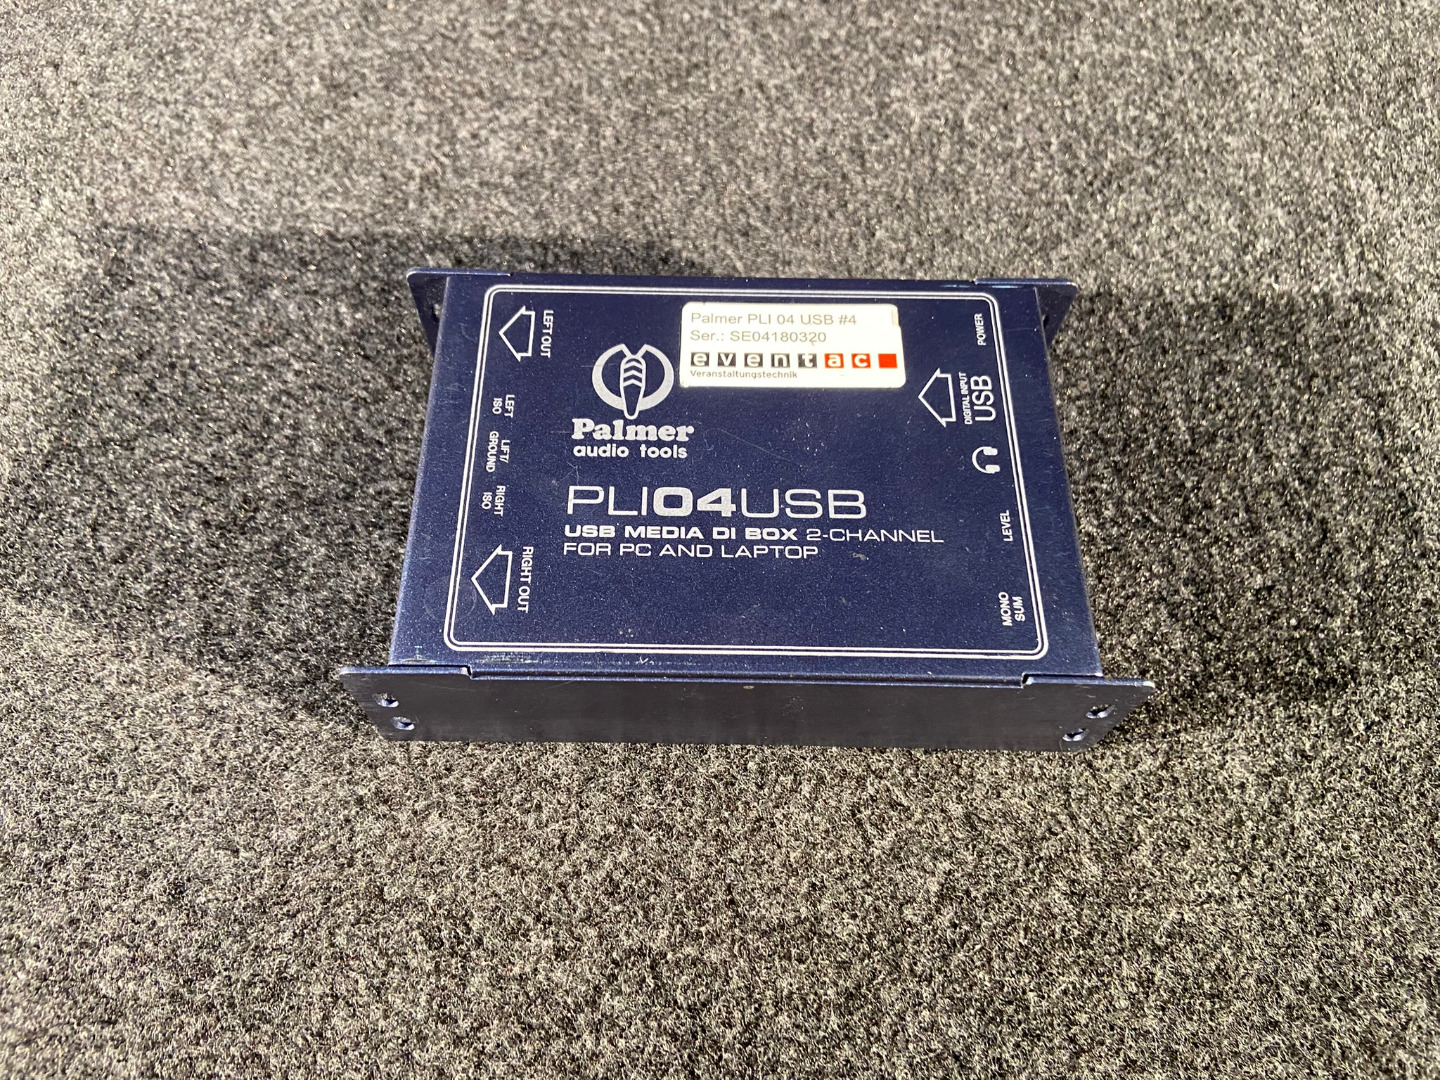 Palmer PLI 04 USB #4
Ser.: SE04180320
eventac
Veranstaltungstechnik
Palmer
audio tools
PLI04USB
USB MEDIA DI BOX 2-CHANNEL
FOR PC AND LAPTOP
LEFT OUT
LEFT
ISO
LIFT/
GROUND
RIGHT
ISO
RIGHT OUT
POWER
DIGITAL INPUT
USB
LEVEL
MONO
SUM